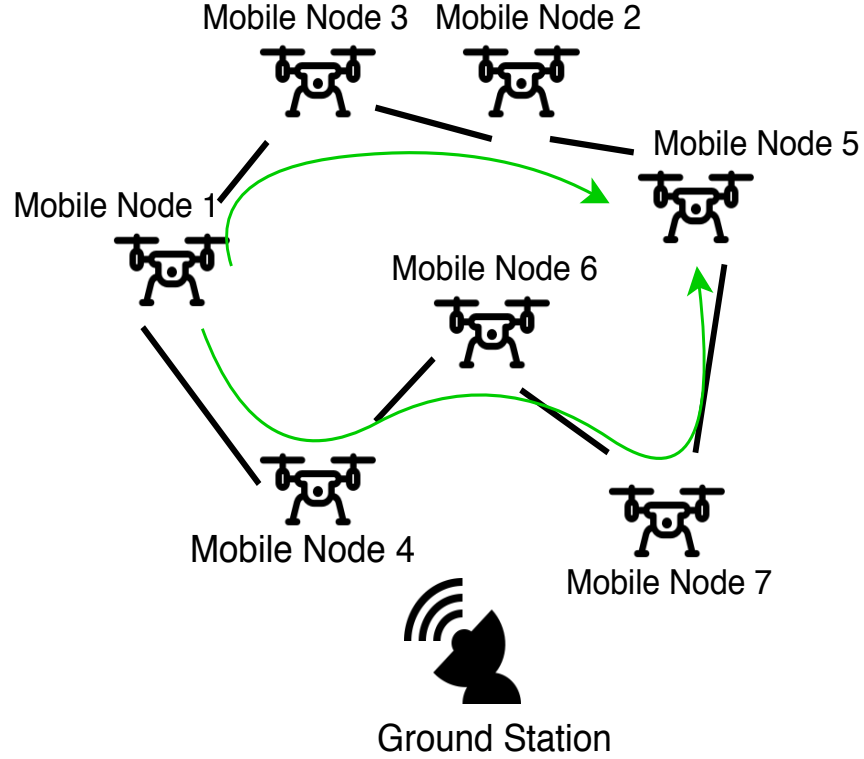 Mobile Node 3
Mobile Node 2
Mobile Node 5
Mobile Node 1
Mobile Node 6
Mobile Node 4
Mobile Node 7
Ground Station